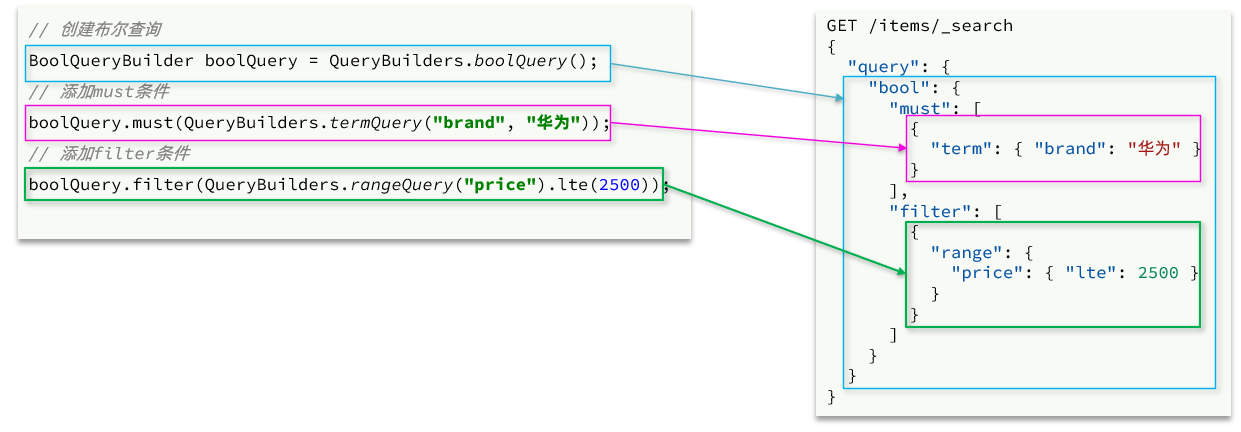 // 创建布尔查询
BoolQueryBuilder boolQuery = QueryBuilders.boolQuery();
// 添加must条件
boolQuery.must(QueryBuilders.termQuery("brand", "华为"));
// 添加filter条件
boolQuery.filter(QueryBuilders.rangeQuery("price").lte(2500));
GET /items/_search
{
  "query": {
    "bool": {
      "must": [
        {
          "term": { "brand": "华为" }
        }
      ],
      "filter": [
        {
          "range": {
            "price": { "lte": 2500 }
          }
        }
      ]
    }
  }
}